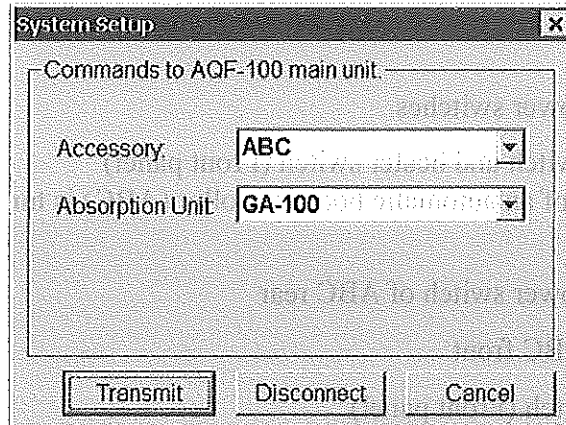 System Setup
Commands to AQF-100 main unit.
Accessory:
ABC
Absorption Unit:
GA-100
Transmit
Disconnect
Cancel